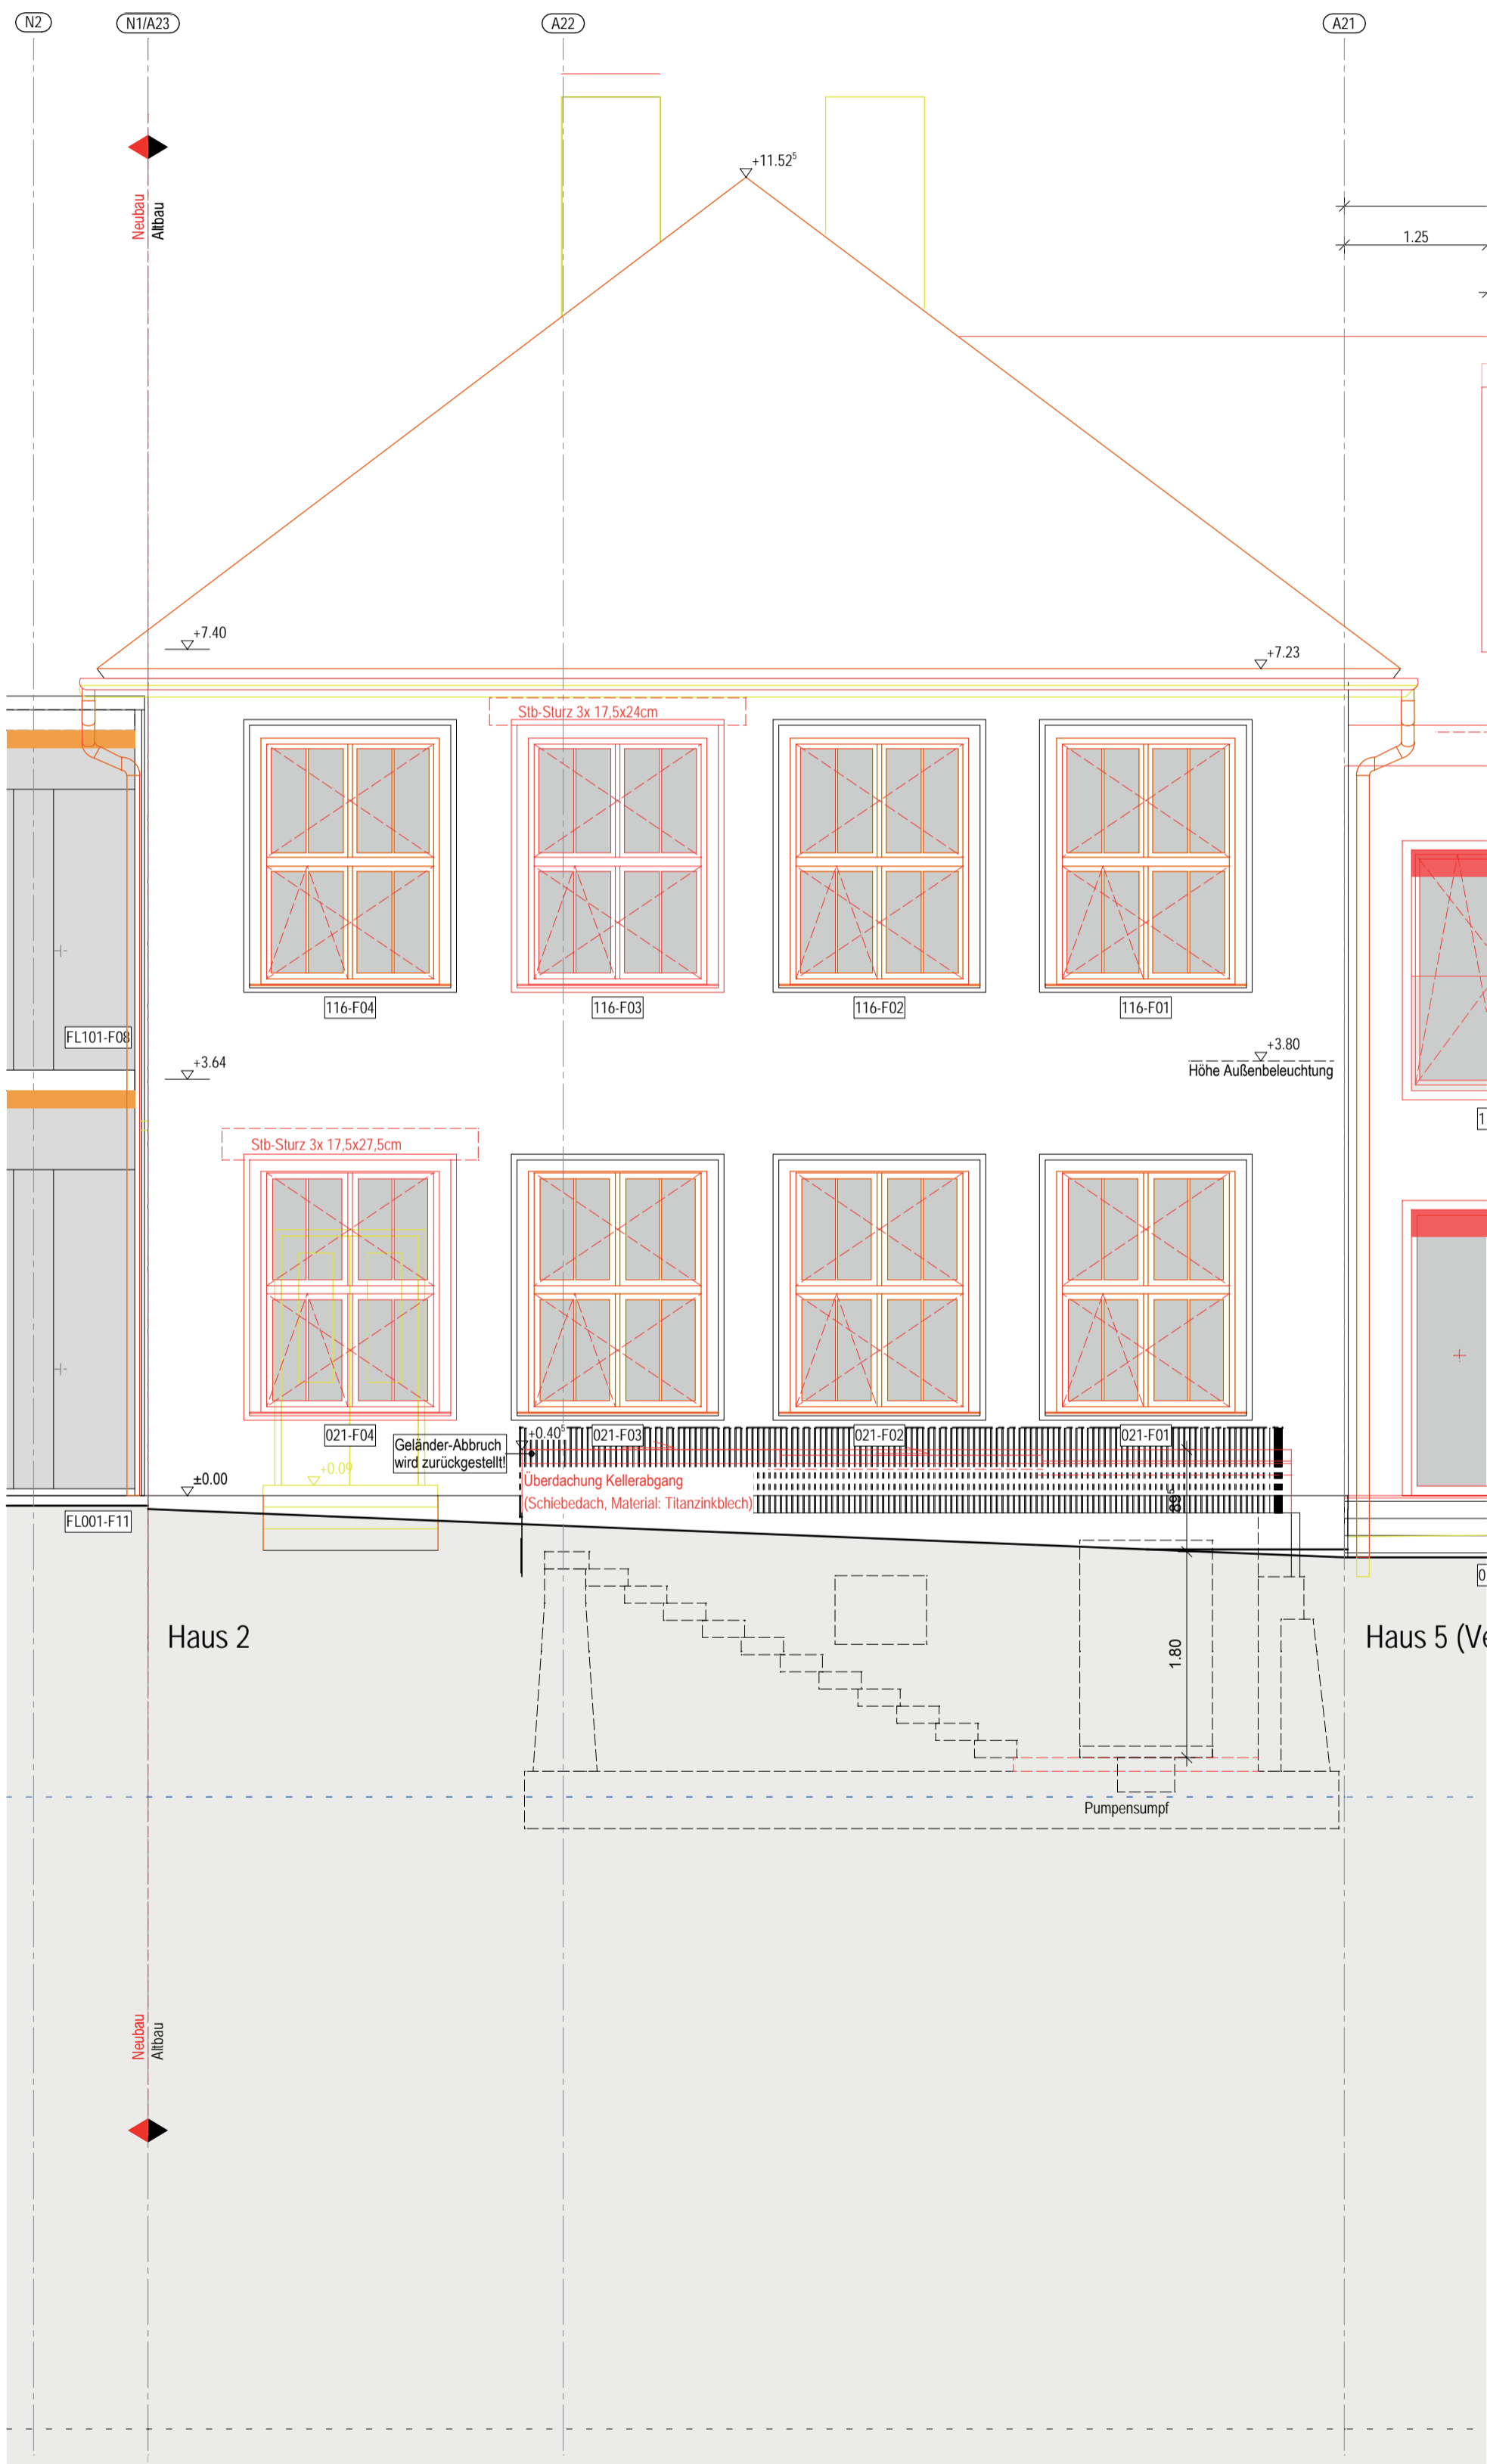 N2
N1/A23
A22
A21
+11.52⁵
Neubau
Altbau
1.25
+7.40
+7.23
Stb-Sturz 3x 17,5x24cm
116-F04
116-F03
116-F02
116-F01
FL101-F08
+3.64
+3.80
Höhe Außenbeleuchtung
1
Stb-Sturz 3x 17,5x27,5cm
021-F04
021-F03
021-F02
021-F01
+0.40⁵
Geländer-Abbruch
wird zurückgestellt!
+0.09
±0.00
Überdachung Kellerabgang
(Schiebedach, Material: Titanzinkblech)
89⁵
FL001-F11
0
Haus 2
Haus 5 (Ve
1.80
Pumpensumpf
Neubau
Altbau